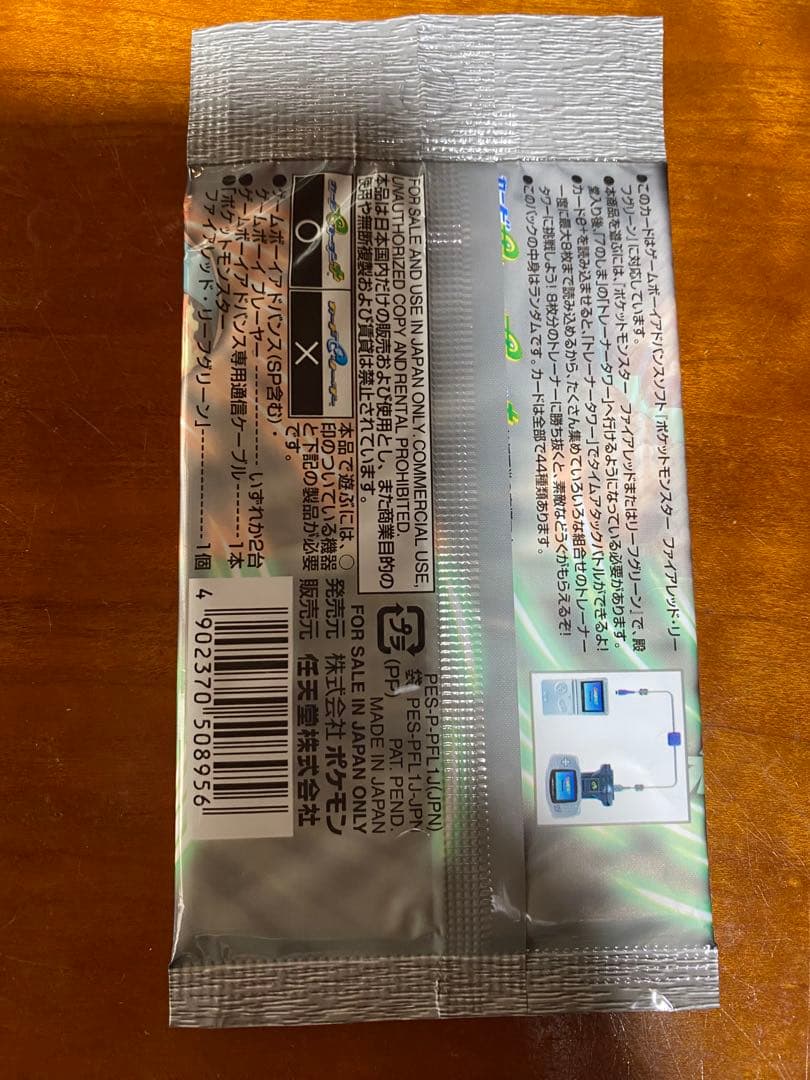 ●このカードはゲームボーイアドバンスソフト「ポケットモンスター ファイアレッド・リー
フグリーン」に対応しています。
●本商品を遊ぶには、「ポケットモンスター ファイアレッドまたはリーフグリーン」で、殿
堂入り後、「7のしま」の「トレーナータワー」へ行けるようになっている必要があります。
●カードe+を読み込ませると、「トレーナータワー」でタイムアタックバトルができるよ!
一度に最大8枚まで読み込めるから、たくさん集めていろいろな組合せのトレーナー
タワーに挑戦しよう!8枚分のトレーナーに勝ち抜くと、素敵などうぐがもらえるぞ!
●このパックの中身はランダムです。カードは全部で44種類あります。
FOR SALE AND USE IN JAPAN ONLY. COMMERCIAL USE,
UNAUTHORIZED COPY AND RENTAL PROHIBITED.
本品は日本国内だけの販売および使用とし、また商業目的の
使用や無断複製および賃貸は禁止されています。
カードeリーダー+
カードeリーダー
○
×
本品で遊ぶには、○
印のついている機器
と下記の製品が必要
です。
●ゲームボーイアドバンス(SP含む)・
ゲームボーイ プレーヤー----------いずれか2台
●ゲームボーイアドバンス専用通信ケーブル------1本
●「ポケットモンスター
ファイアレッド・リーフグリーン」------------1個
PES-P-PFL1J(JPN)
袋 PES-PFL1J-JPN
プラ
(PP)
PAT. PEND.
MADE IN JAPAN
FOR SALE IN JAPAN ONLY
発売元 株式会社ポケモン
販売元 任天堂株式会社
4 902370 508956